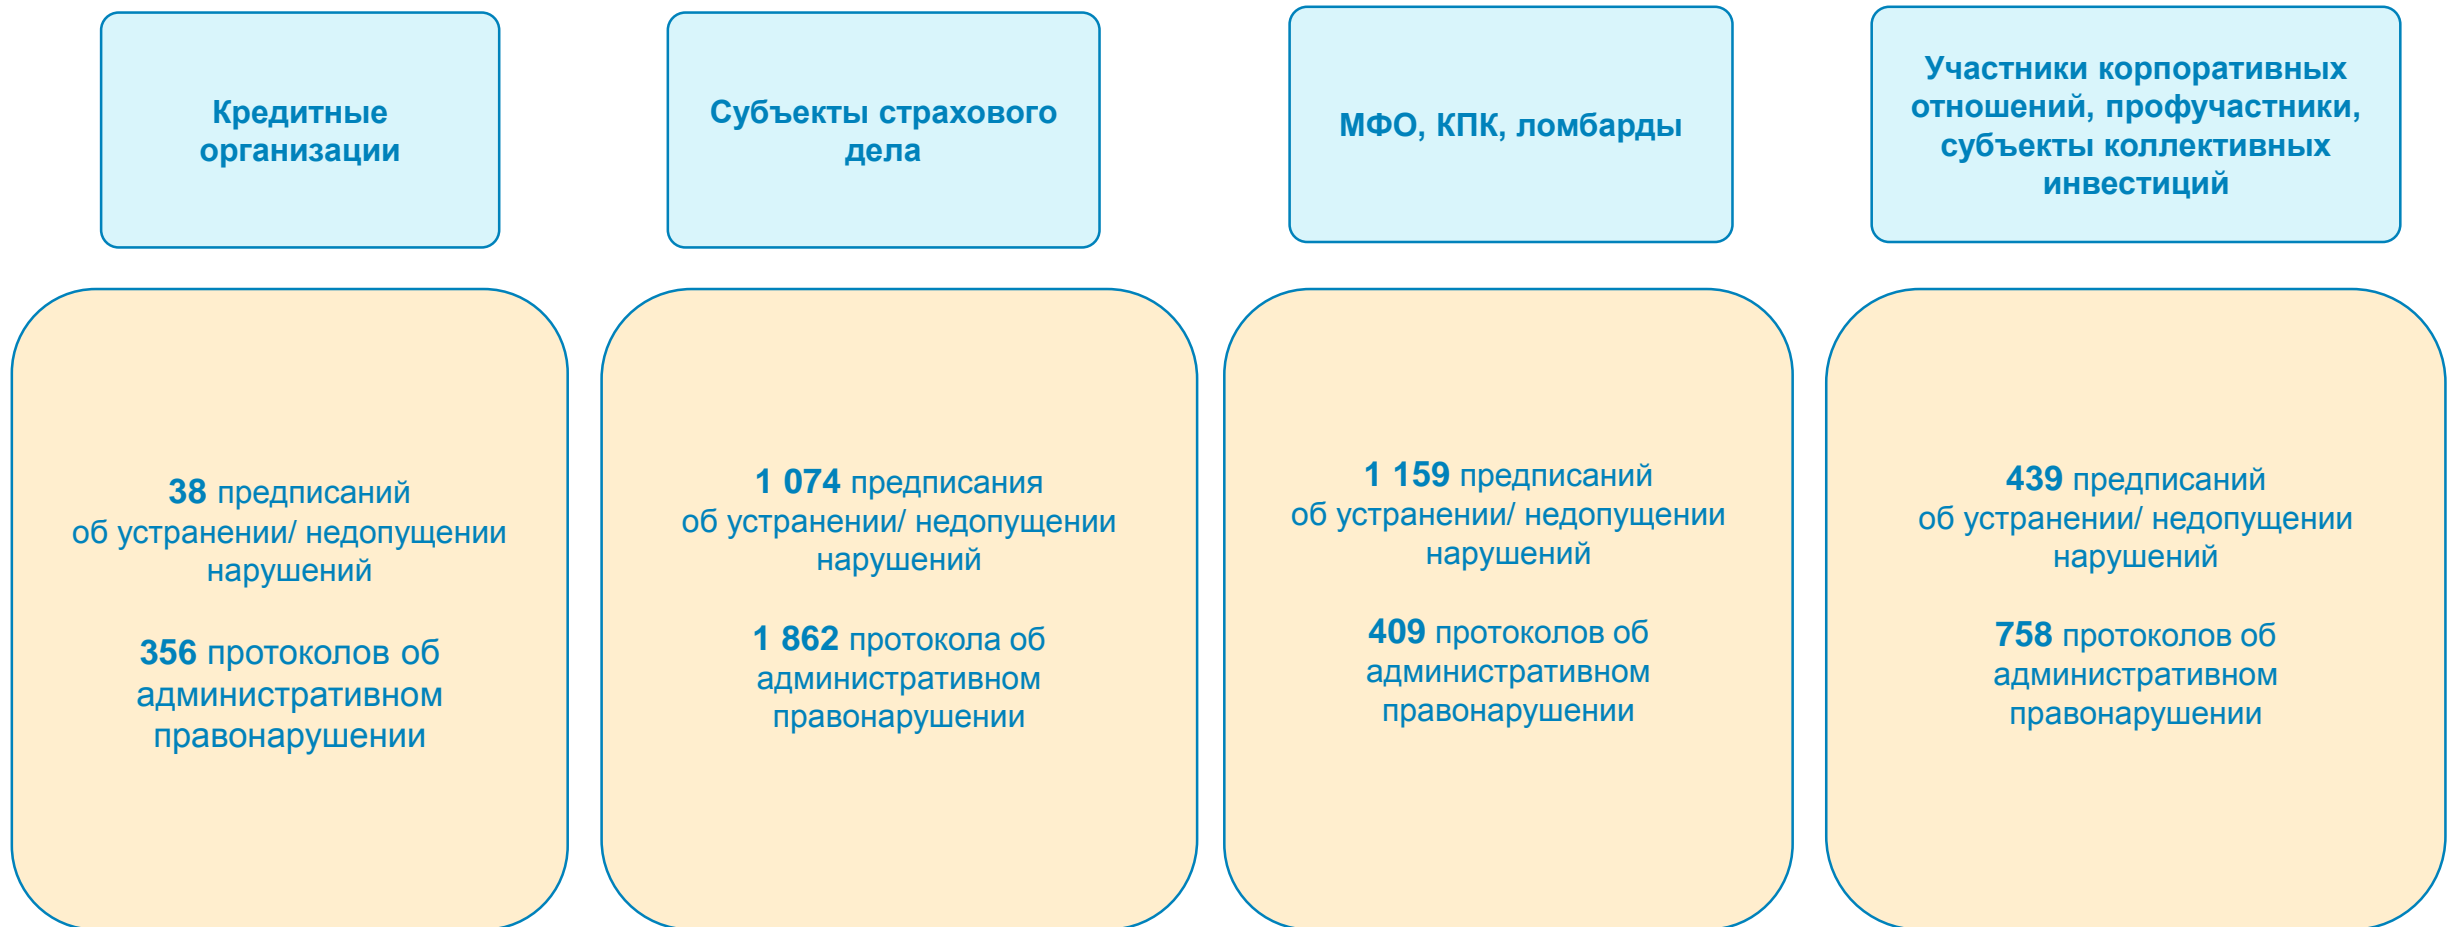 Кредитные
организации
Субъекты страхового
дела
МФО, КПК, ломбарды
Участники корпоративных
отношений, профучастники,
субъекты коллективных
инвестиций
38 предписаний
об устранении/ недопущении
нарушений
356 протоколов об
административном
правонарушении
1 074 предписания
об устранении/ недопущении
нарушений
1 862 протокола об
административном
правонарушении
1 159 предписаний
об устранении/ недопущении
нарушений
409 протоколов об
административном
правонарушении
439 предписаний
об устранении/ недопущении
нарушений
758 протоколов об
административном
правонарушении